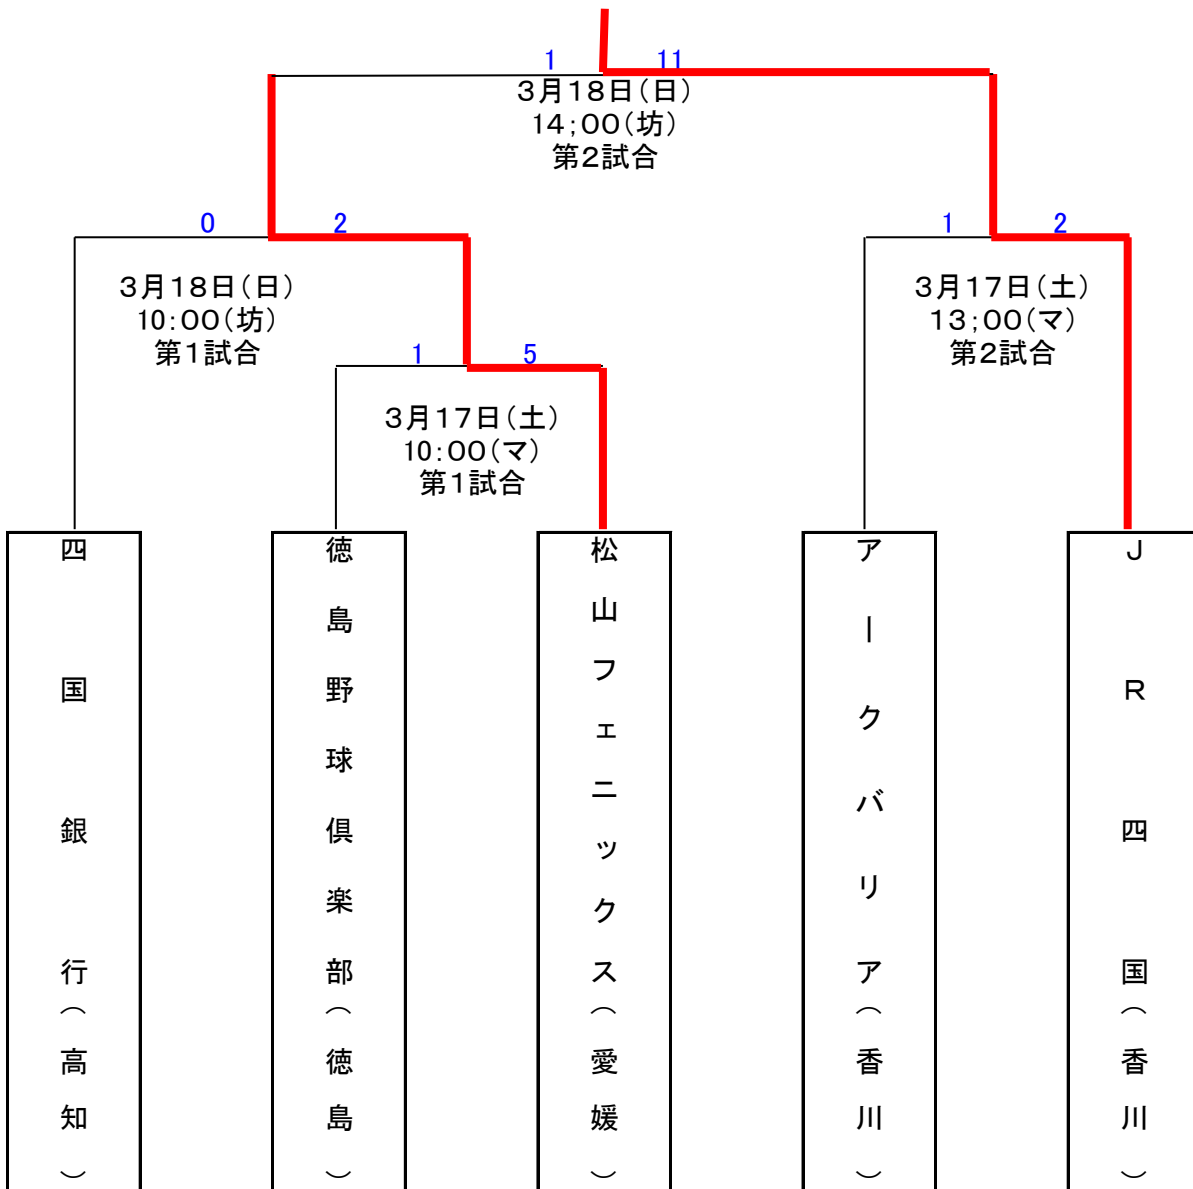 1 11
3月18日(日)
14;00(坊)
第2試合
0 2
1 2
3月18日(日)
10:00(坊)
第1試合
3月17日(土)
13;00(マ)
第2試合
1 5
3月17日(土)
10:00(マ)
第1試合
四国銀行(高知)
徳島野球倶楽部(徳島)
松山フェニックス(愛媛)
アークバリア(香川)
JR四国(香川)